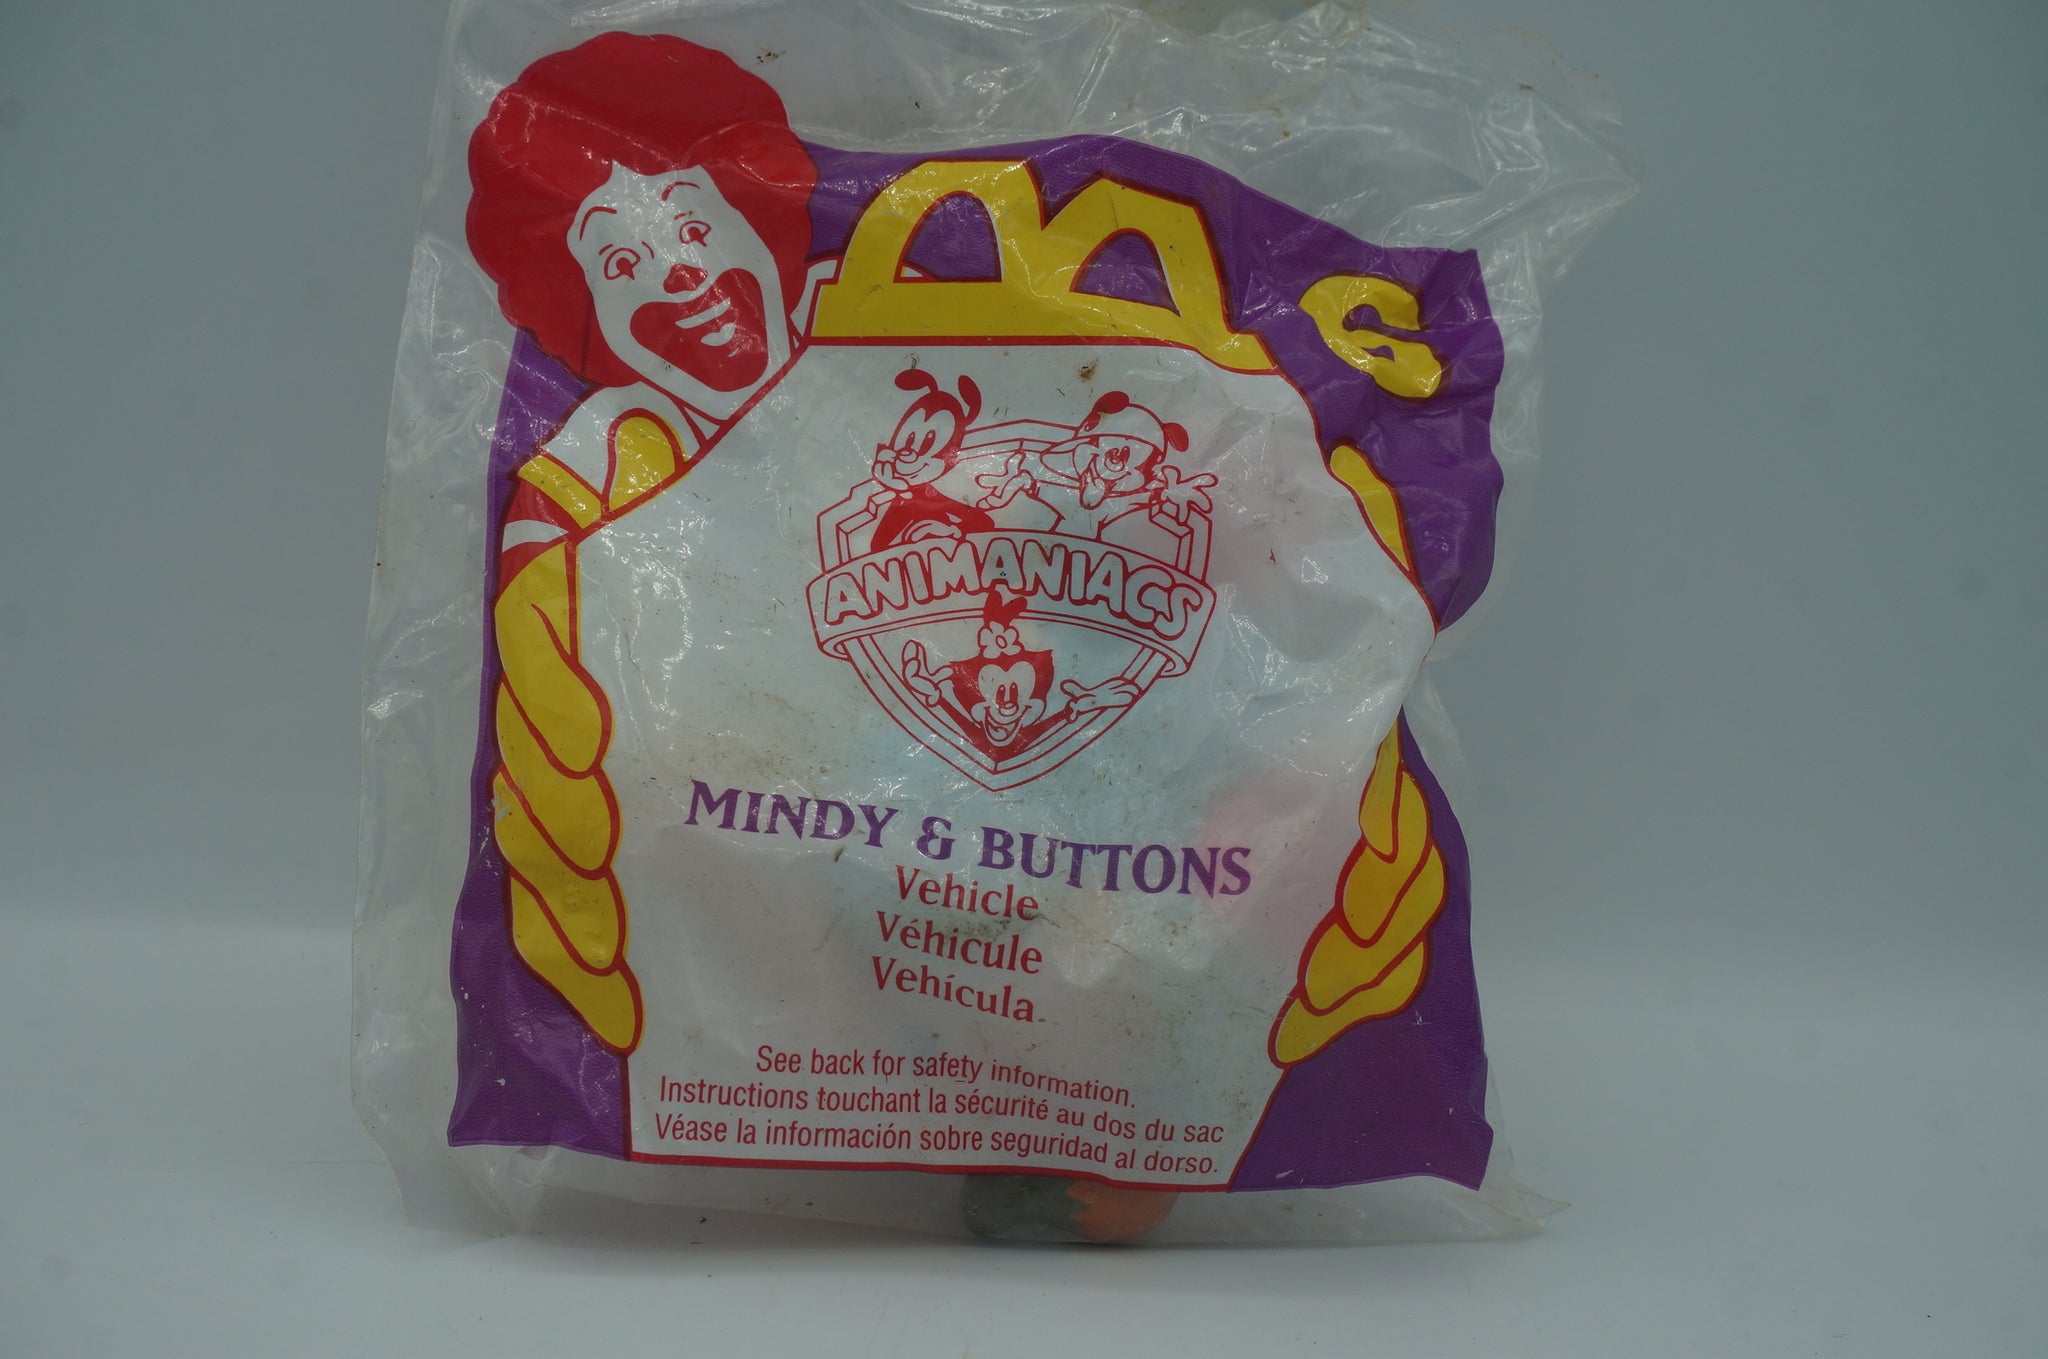 M s
ANIMANIACS
MINDY & BUTTONS
Vehicle
Véhicule
Vehícula
See back for safety information.
Instructions touchant la sécurité au dos du sac
Véase la información sobre seguridad al dorso.